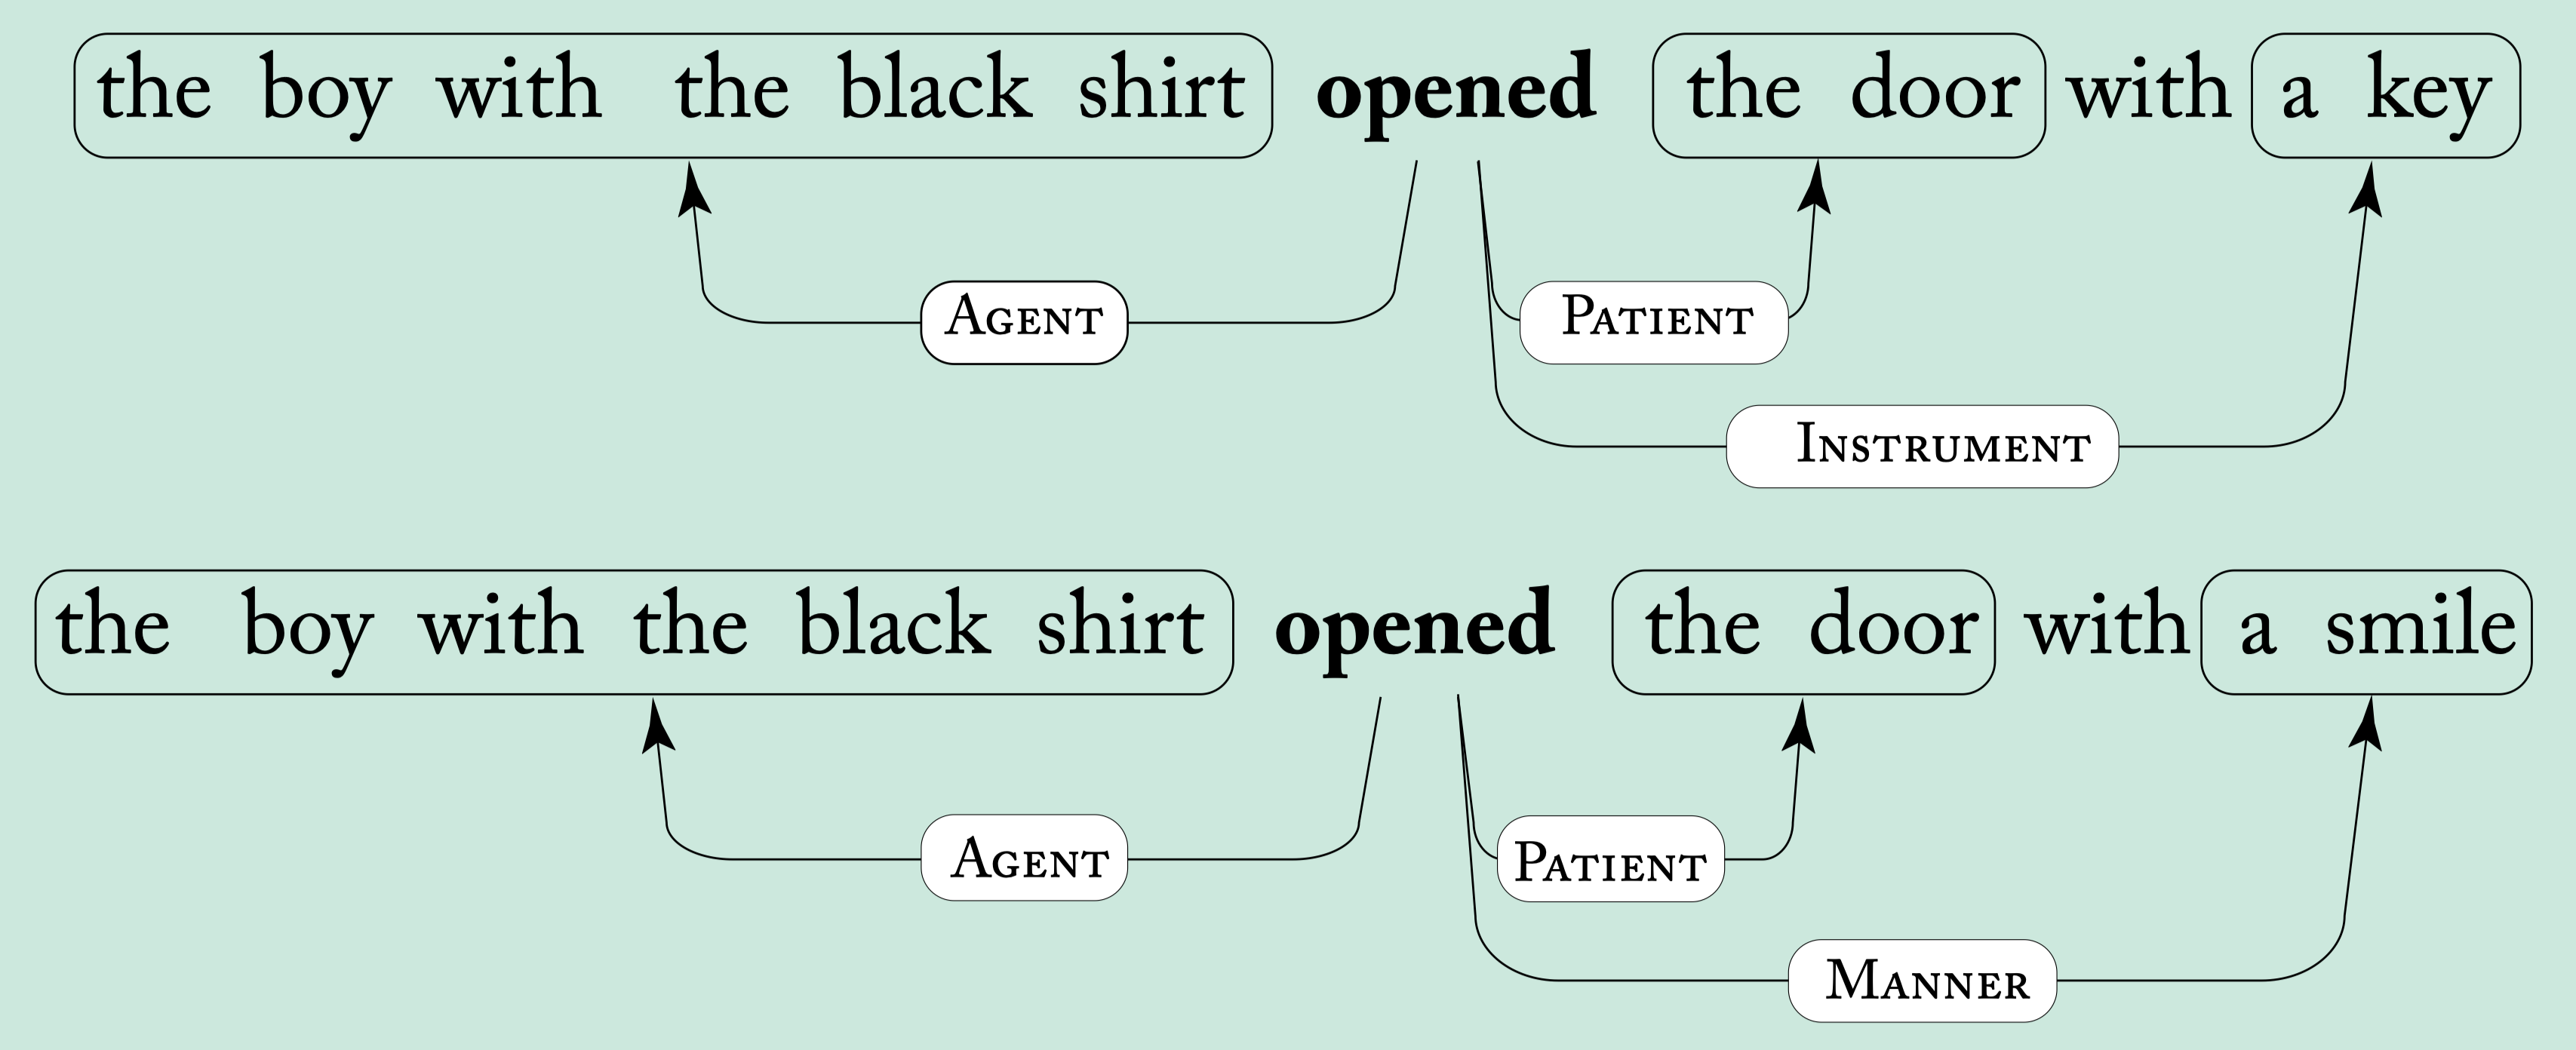 the boy with the black shirt opened the door with a key
Agent Patient
Instrument
the boy with the black shirt opened the door with a smile
Agent Patient
Manner